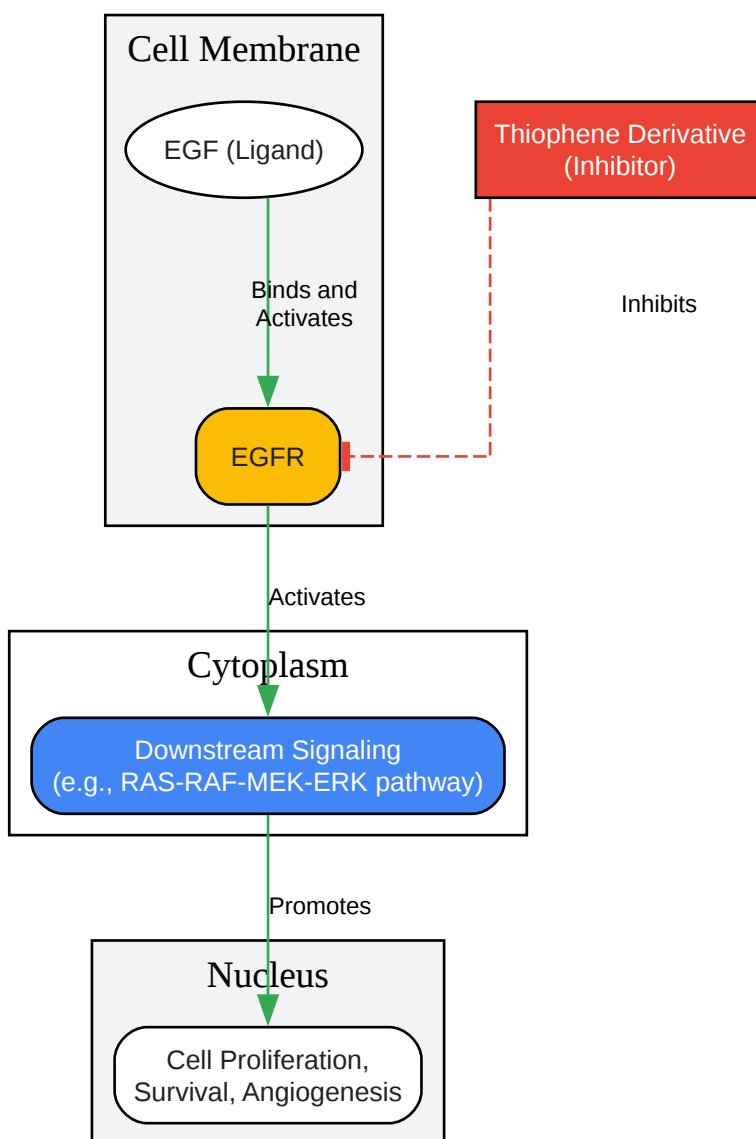 Cell Membrane
EGF (Ligand)
Thiophene Derivative
(Inhibitor)
Binds and
Activates
Inhibits
EGFR
Activates
Cytoplasm
Downstream Signaling
(e.g., RAS-RAF-MEK-ERK pathway)
Promotes
Nucleus
Cell Proliferation,
Survival, Angiogenesis